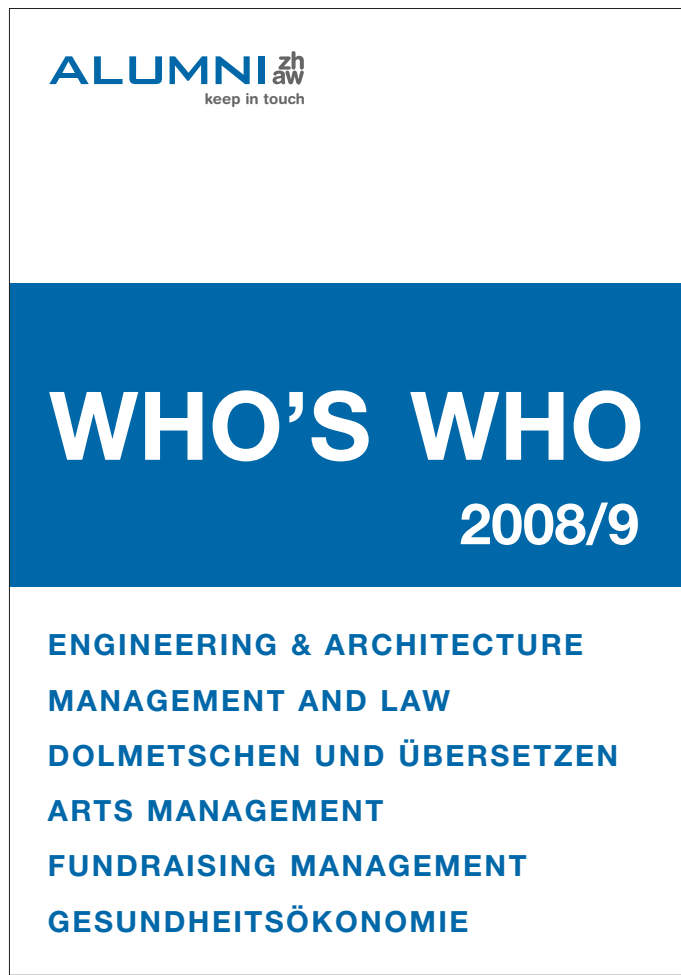 ALUMNI zh aw
keep in touch
WHO’S WHO
2008/9
ENGINEERING & ARCHITECTURE
MANAGEMENT AND LAW
DOLMETSCHEN UND ÜBERSETZEN
ARTS MANAGEMENT
FUNDRAISING MANAGEMENT
GESUNDHEITSÖKONOMIE